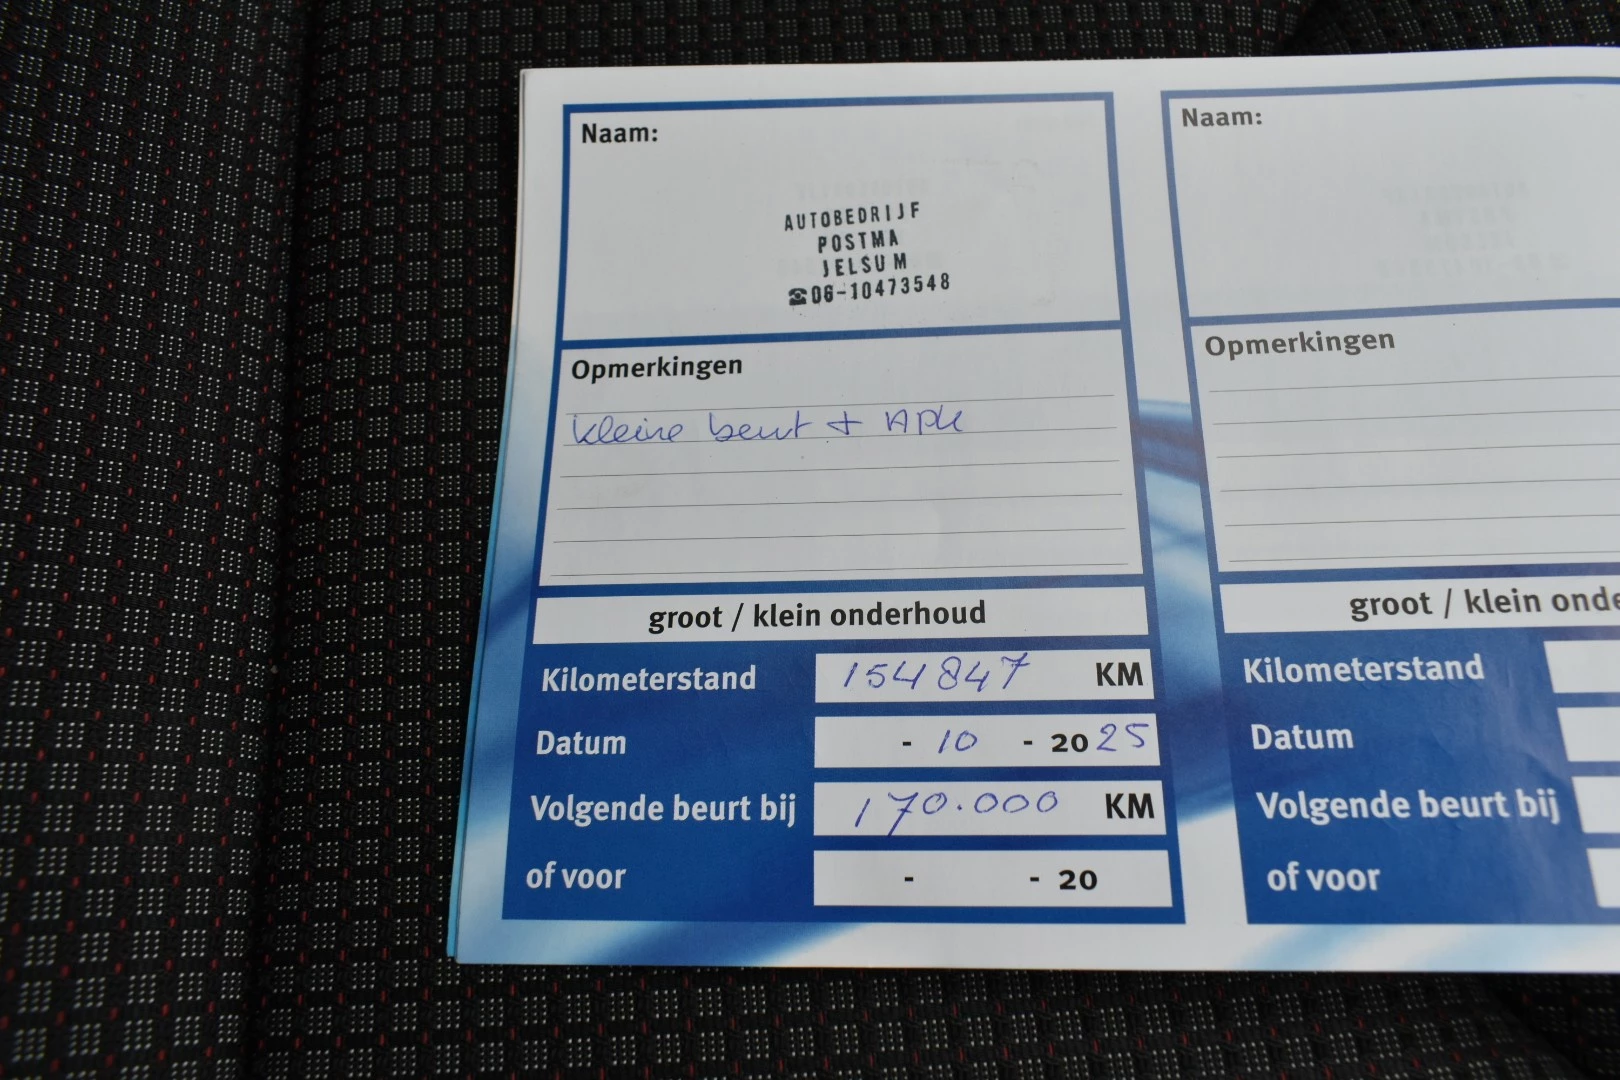 Naam:
AUTOBEDRIJF
POSTMA
JELSUM
☎06-10473548
Opmerkingen
kleine beurt + APK
groot / klein onderhoud
Kilometerstand 154847 KM
Datum - 10 - 2025
Volgende beurt bij 170.000 KM
of voor - - 20
Naam:
Opmerkingen
groot / klein onde
Kilometerstand
Datum
Volgende beurt bij
of voor